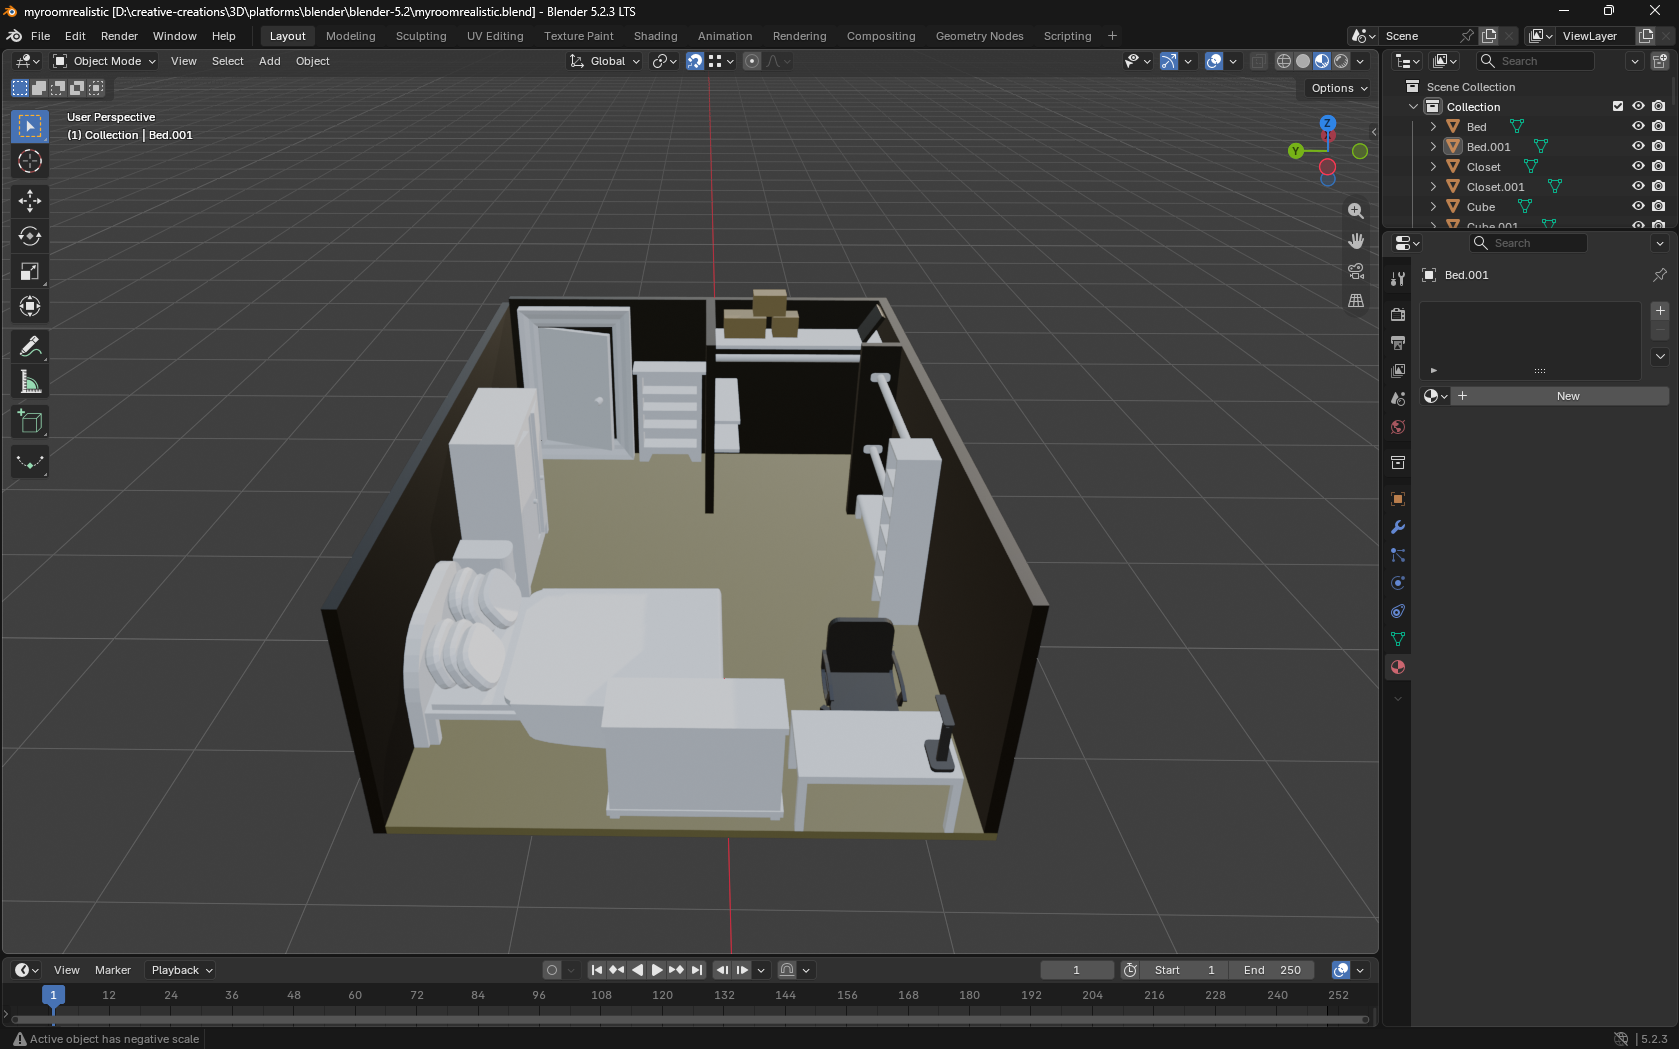 myroomrealistic [D:\creative-creations\3D\platforms\blender\blender-5.2\myroomrealistic.blend] - Blender 5.2.3 LTS
File Edit Render Window Help Layout Modeling Sculpting UV Editing Texture Paint Shading Animation Rendering Compositing Geometry Nodes Scripting Scene ViewLayer
Object Mode View Select Add Object Global Search
Options
User Perspective
(1) Collection | Bed.001
Z
Y
Scene Collection
Collection
Bed
Bed.001
Closet
Closet.001
Cube
Cube.001
Search
Bed.001
New
View Marker Playback 1 Start 1 End 250
1 12 24 36 48 60 72 84 96 108 120 132 144 156 168 180 192 204 216 228 240 252
Active object has negative scale 5.2.3